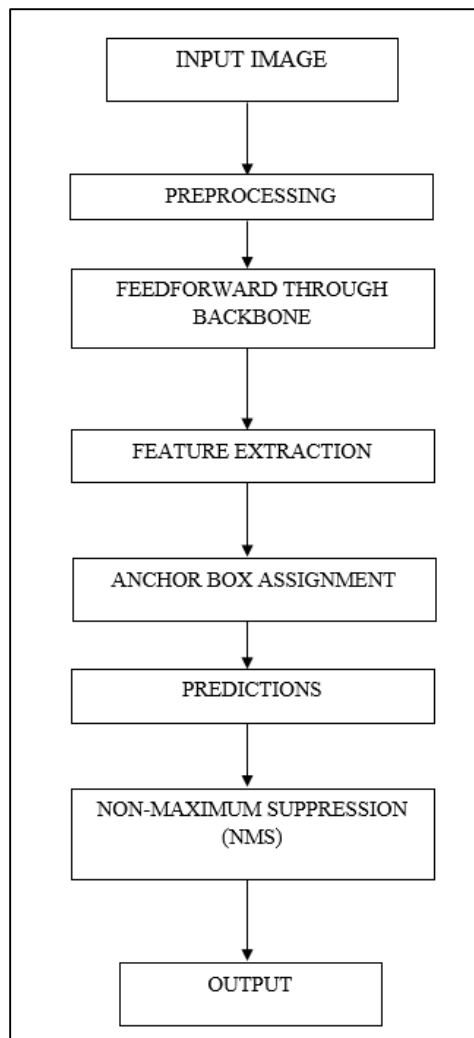 INPUT IMAGE
PREPROCESSING
FEEDFORWARD THROUGH
BACKBONE
FEATURE EXTRACTION
ANCHOR BOX ASSIGNMENT
PREDICTIONS
NON-MAXIMUM SUPPRESSION
(NMS)
OUTPUT